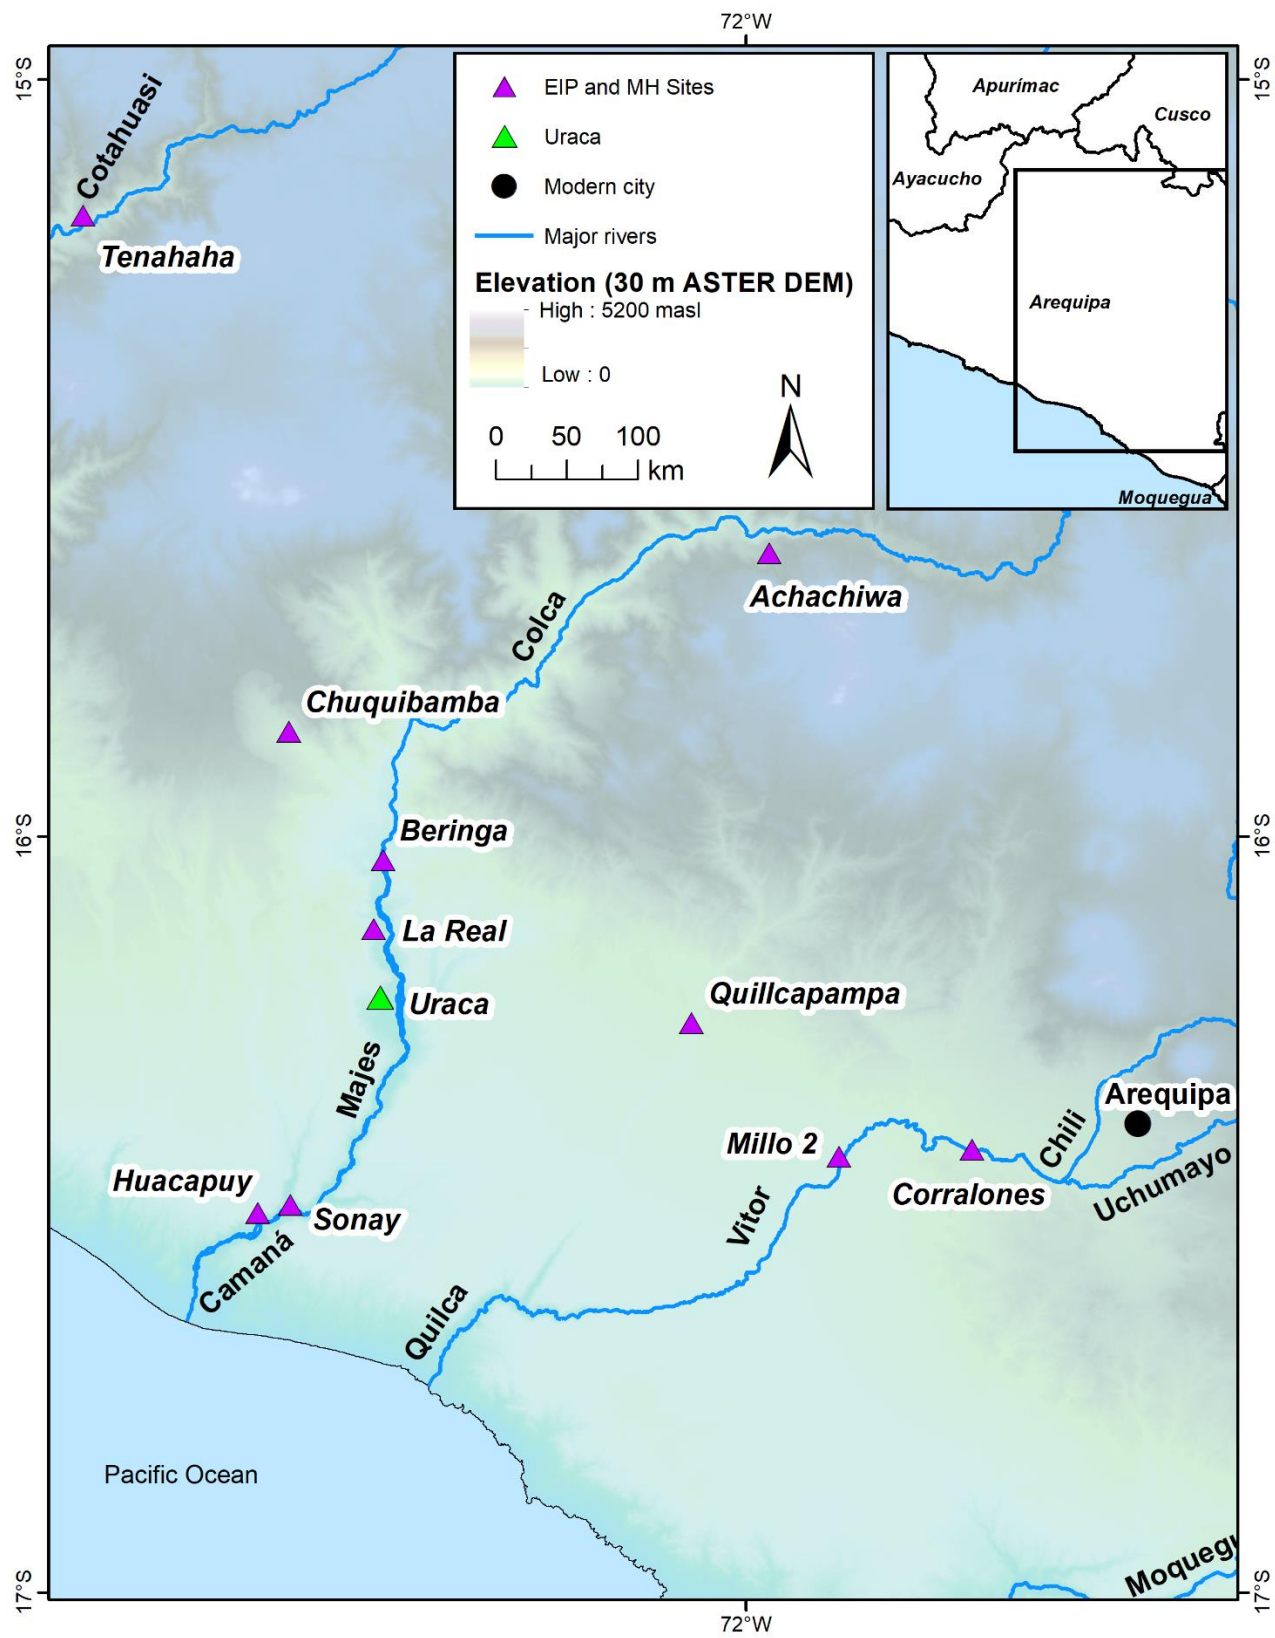 72°W
15°S
15°S
EIP and MH Sites
Uraca
Modern city
Major rivers
Elevation (30 m ASTER DEM)
High : 5200 masl
Low : 0
0 50 100
km
N
Apurímac
Cusco
Ayacucho
Arequipa
Moquegua
Cotahuasi
Tenahaha
Colca
Achachiwa
Chuquibamba
16°S
16°S
Beringa
La Real
Uraca
Quillcapampa
Majes
Arequipa
Chili
Millo 2
Corralones
Uchumayo
Huacapuy
Sonay
Vitor
Camaná
Quilca
Pacific Ocean
Moquegu
17°S
17°S
72°W